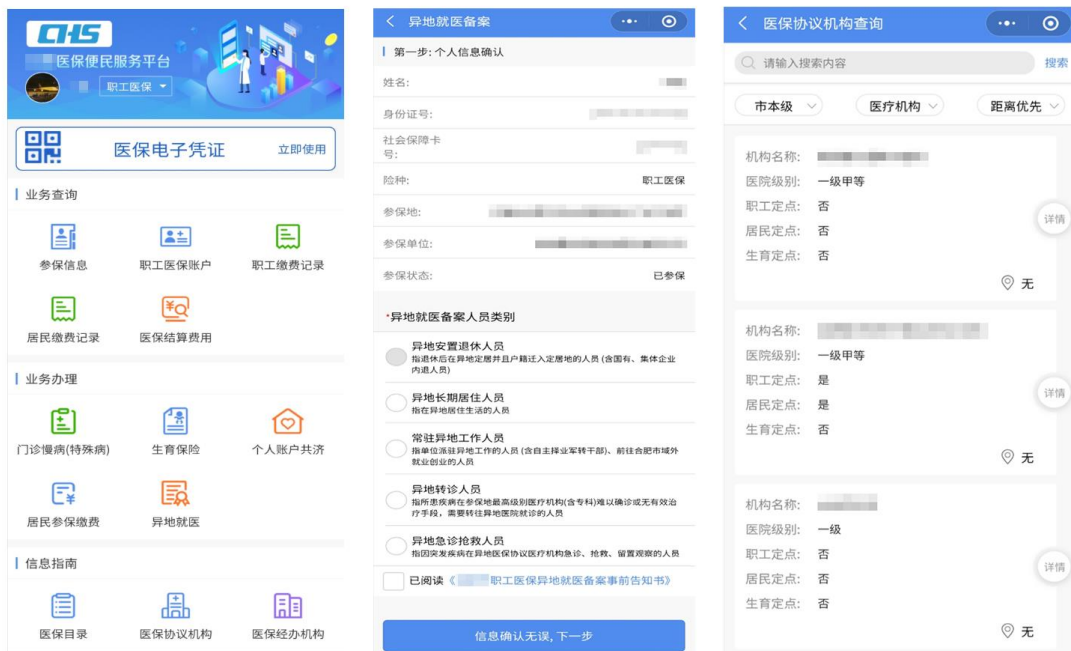 CHS
医保便民服务平台
职工医保
医保电子凭证
立即使用
业务查询
参保信息
职工医保账户
职工缴费记录
居民缴费记录
医保结算费用
业务办理
门诊慢病(特殊病)
生育保险
个人账户共济
居民参保缴费
异地就医
信息指南
医保目录
医保协议机构
医保经办机构
异地就医备案
第一步: 个人信息确认
姓名:
身份证号:
社会保障卡
号:
险种:
职工医保
参保地:
参保单位:
参保状态:
已参保
*异地就医备案人员类别
异地安置退休人员
指退休后在异地定居并且户籍迁入定居地的人员 (含国有、集体企业
内退人员)
异地长期居住人员
指在异地居住生活的人员
常驻异地工作人员
指单位派驻异地工作的人员 (含自主择业军转干部)、前往合肥市域外
就业创业的人员
异地转诊人员
指所患疾病在参保地最高级别医疗机构(含专科)难以确诊或无有效治
疗手段，需要转往异地医院就诊的人员
异地急诊抢救人员
指因突发疾病在异地医保协议医疗机构急诊、抢救、留置观察的人员
已阅读《 职工医保异地就医备案事前告知书》
信息确认无误, 下一步
医保协议机构查询
请输入搜索内容
搜索
市本级
医疗机构
距离优先
机构名称:
医院级别: 一级甲等
职工定点: 否
居民定点: 否
生育定点: 否
详情
无
机构名称:
医院级别: 一级甲等
职工定点: 是
居民定点: 是
生育定点: 否
详情
无
机构名称:
医院级别: 一级
职工定点: 否
居民定点: 否
生育定点: 否
详情
无